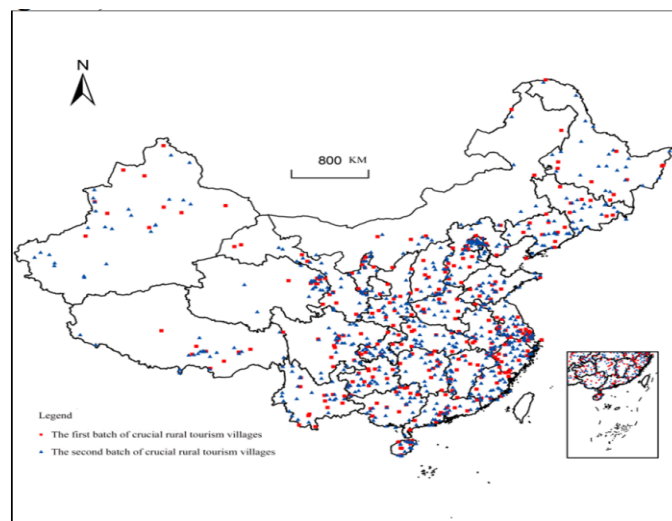 N
800 KM
Legend
The first batch of crucial rural tourism villages
The second batch of crucial rural tourism villages